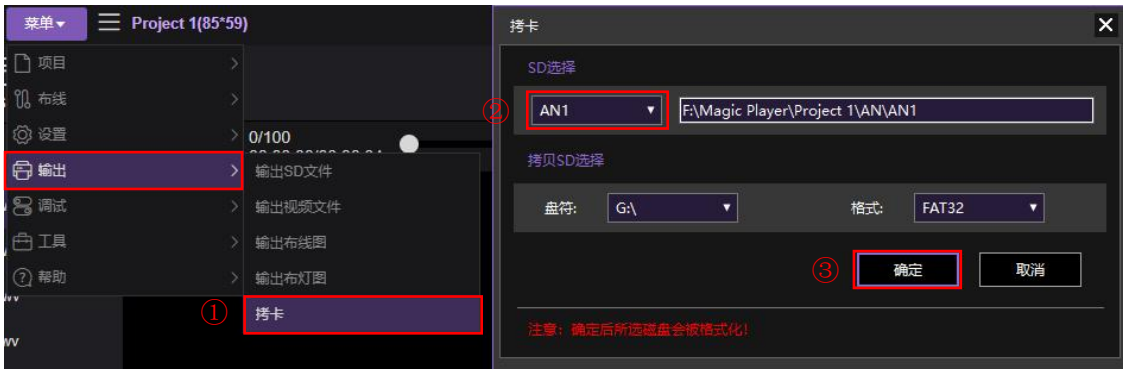 菜单▾
Project 1(85*59)
项目
布线
设置
输出
调试
工具
帮助
0/100
输出SD文件
输出视频文件
输出布线图
输出布灯图
① 拷卡
wv
拷卡
SD选择
② AN1 ▼ F:\Magic Player\Project 1\AN\AN1
拷贝SD选择
盘符: G:\ ▼ 格式: FAT32 ▼
③ 确定 取消
注意：确定后所选磁盘会被格式化!